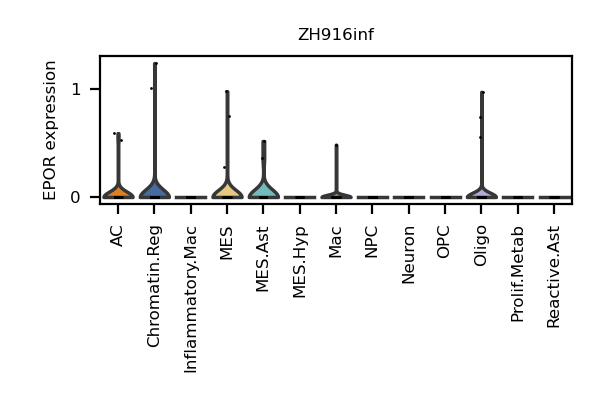 ZH916inf
EPOR expression
1
0
AC
Chromatin.Reg
Inflammatory.Mac
MES
MES.Ast
MES.Hyp
Mac
NPC
Neuron
OPC
Oligo
Prolif.Metab
Reactive.Ast